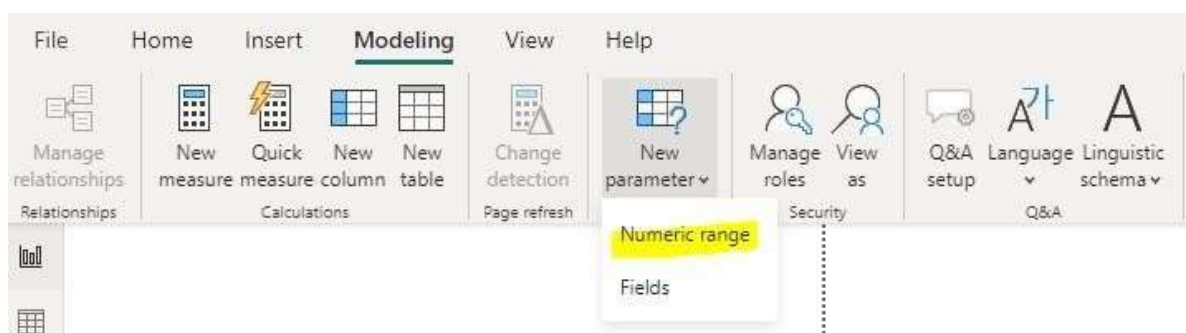 File Home Insert Modeling View Help
Manage relationships
New measure
Quick measure
New column
New table
Change detection
New parameter
Manage roles
View as
Q&A setup
가
A
Language
A
Linguistic schema
Relationships
Calculations
Page refresh
Security
Q&A
Numeric range
Fields